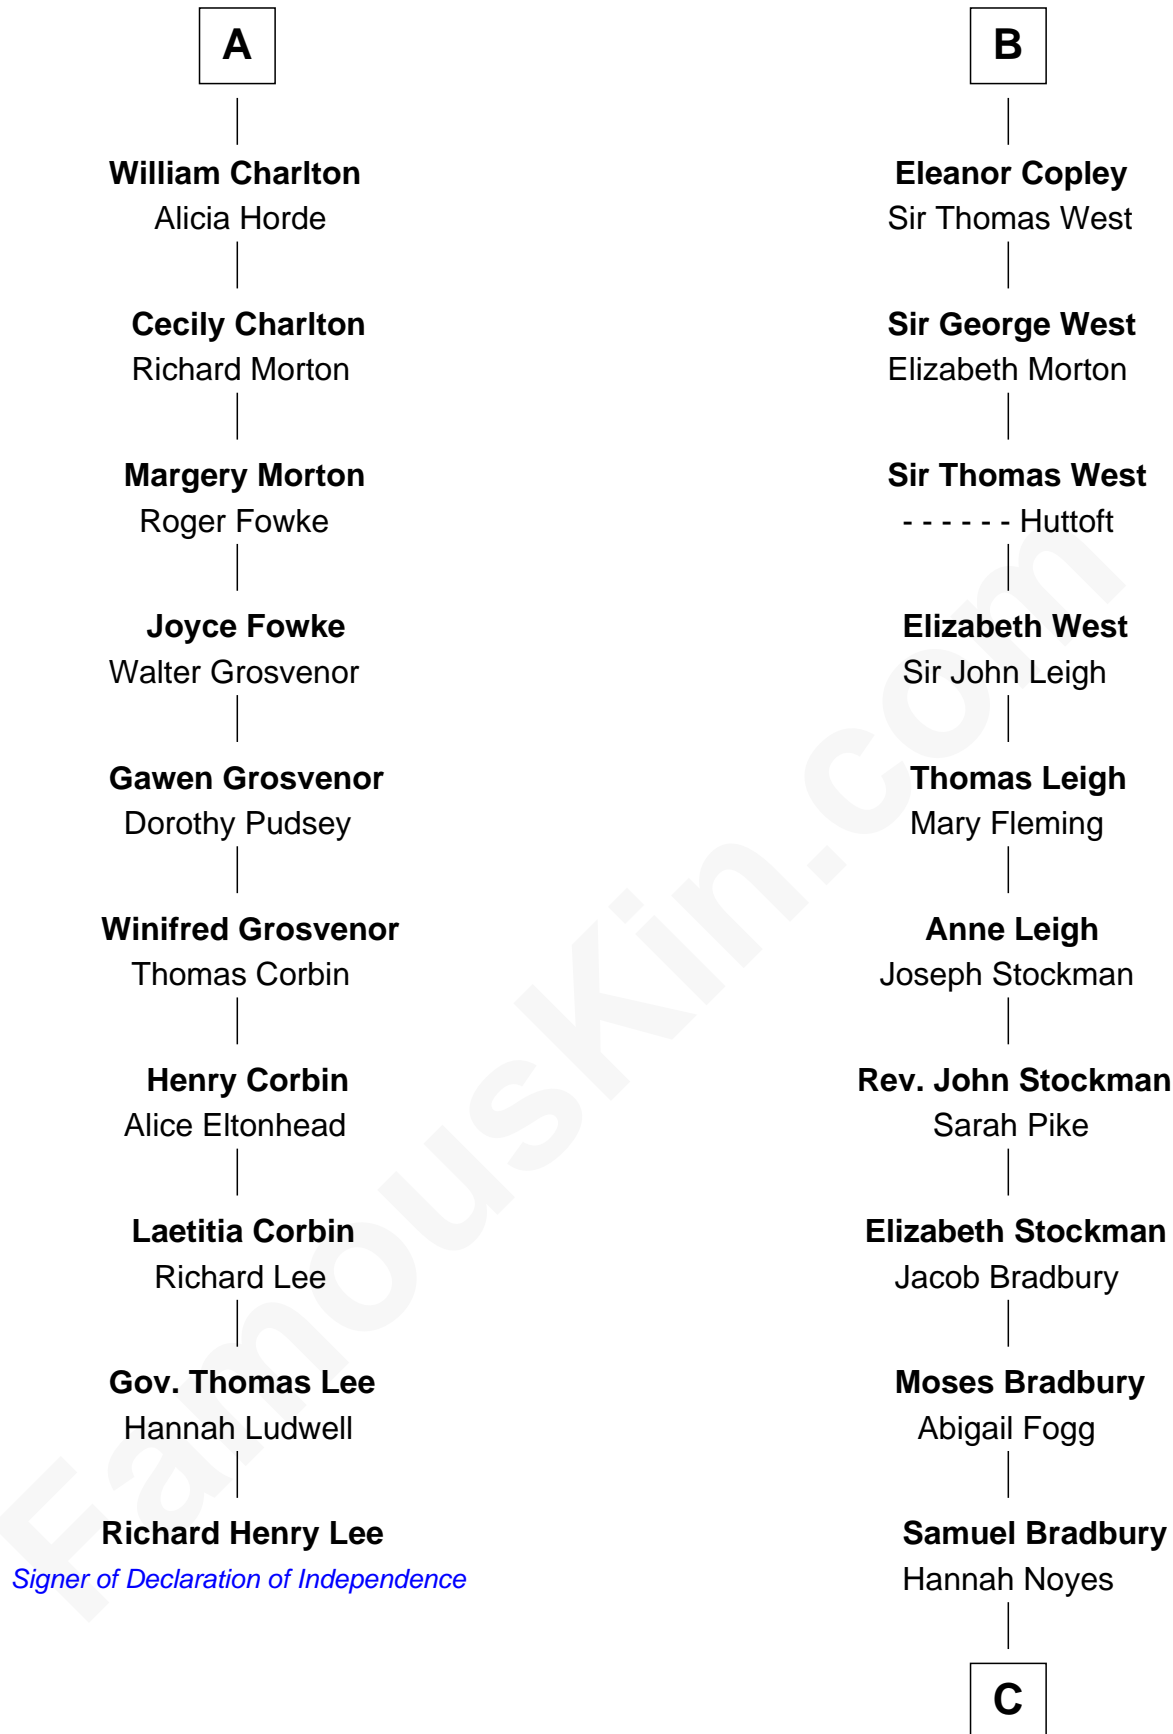 A
William Charlton
Alicia Horde
Cecily Charlton
Richard Morton
Margery Morton
Roger Fowke
Joyce Fowke
Walter Grosvenor
Gawen Grosvenor
Dorothy Pudsey
Winifred Grosvenor
Thomas Corbin
Henry Corbin
Alice Eltonhead
Laetitia Corbin
Richard Lee
Gov. Thomas Lee
Hannah Ludwell
Richard Henry Lee
Signer of Declaration of Independence
B
Eleanor Copley
Sir Thomas West
Sir George West
Elizabeth Morton
Sir Thomas West
- - - - - - Huttoft
Elizabeth West
Sir John Leigh
Thomas Leigh
Mary Fleming
Anne Leigh
Joseph Stockman
Rev. John Stockman
Sarah Pike
Elizabeth Stockman
Jacob Bradbury
Moses Bradbury
Abigail Fogg
Samuel Bradbury
Hannah Noyes
C
FamousKin.com